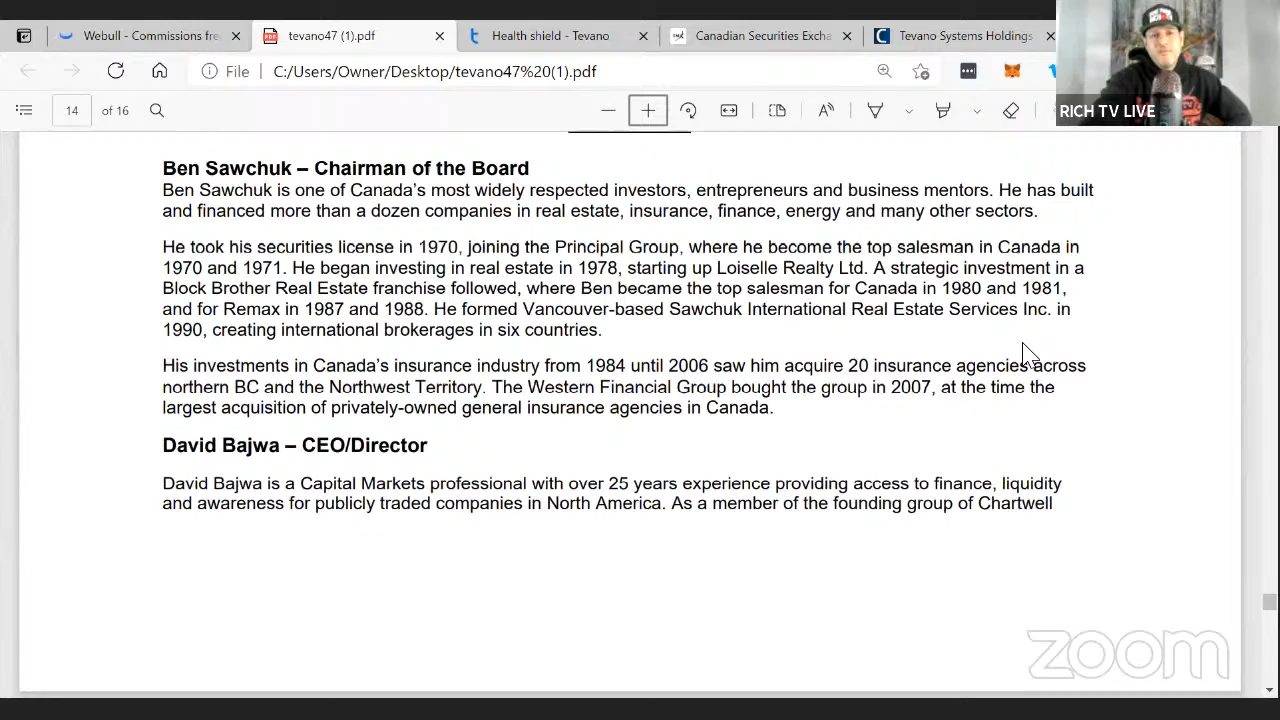 Webull - Commissions fre
tevano47 (1).pdf
Health shield - Tevano
Canadian Securities Excha
Tevano Systems Holdings
File
C:/Users/Owner/Desktop/tevano47%20(1).pdf
14 of 16
RICH TV LIVE
Ben Sawchuk – Chairman of the Board
Ben Sawchuk is one of Canada's most widely respected investors, entrepreneurs and business mentors. He has built
and financed more than a dozen companies in real estate, insurance, finance, energy and many other sectors.
He took his securities license in 1970, joining the Principal Group, where he become the top salesman in Canada in
1970 and 1971. He began investing in real estate in 1978, starting up Loiselle Realty Ltd. A strategic investment in a
Block Brother Real Estate franchise followed, where Ben became the top salesman for Canada in 1980 and 1981,
and for Remax in 1987 and 1988. He formed Vancouver-based Sawchuk International Real Estate Services Inc. in
1990, creating international brokerages in six countries.
His investments in Canada's insurance industry from 1984 until 2006 saw him acquire 20 insurance agencies across
northern BC and the Northwest Territory. The Western Financial Group bought the group in 2007, at the time the
largest acquisition of privately-owned general insurance agencies in Canada.
David Bajwa – CEO/Director
David Bajwa is a Capital Markets professional with over 25 years experience providing access to finance, liquidity
and awareness for publicly traded companies in North America. As a member of the founding group of Chartwell
zoom